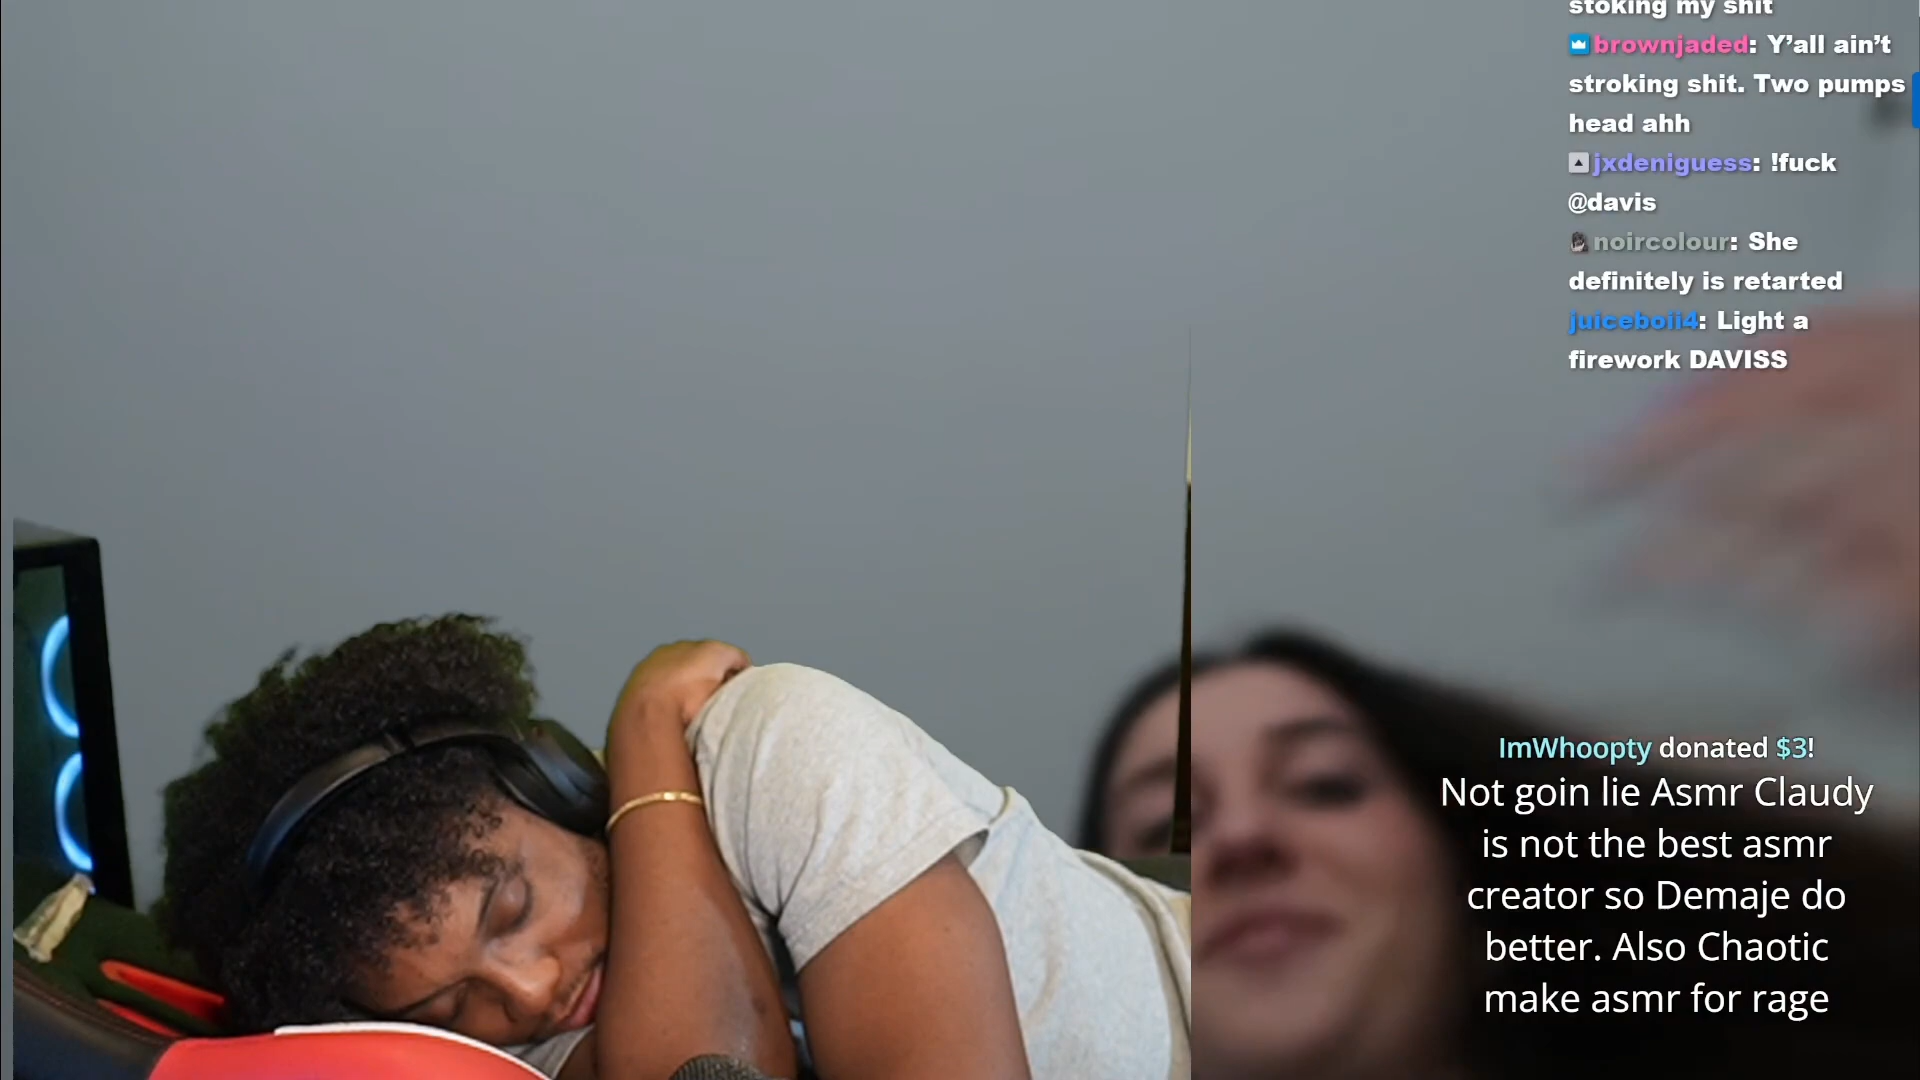 stoking my shit
brownjaded: Y’all ain’t
stroking shit. Two pumps
head ahh
jxdeniguess: !fuck
@davis
noircolour: She
definitely is retarted
juiceboii4: Light a
firework DAVISS
ImWhoopty donated $3!
Not goin lie Asmr Claudy
is not the best asmr
creator so Demaje do
better. Also Chaotic
make asmr for rage